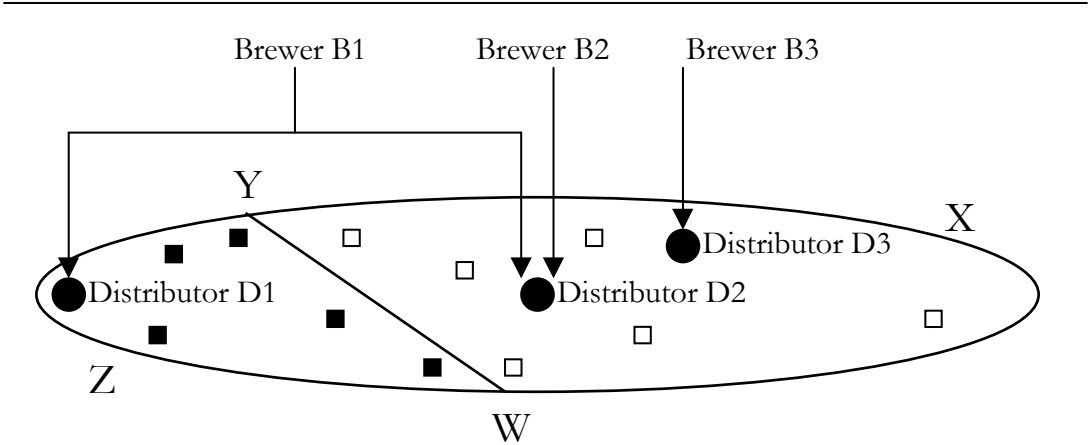 Brewer B1 Brewer B2 Brewer B3
Y
X
Distributor D3
Distributor D1 Distributor D2
Z
W